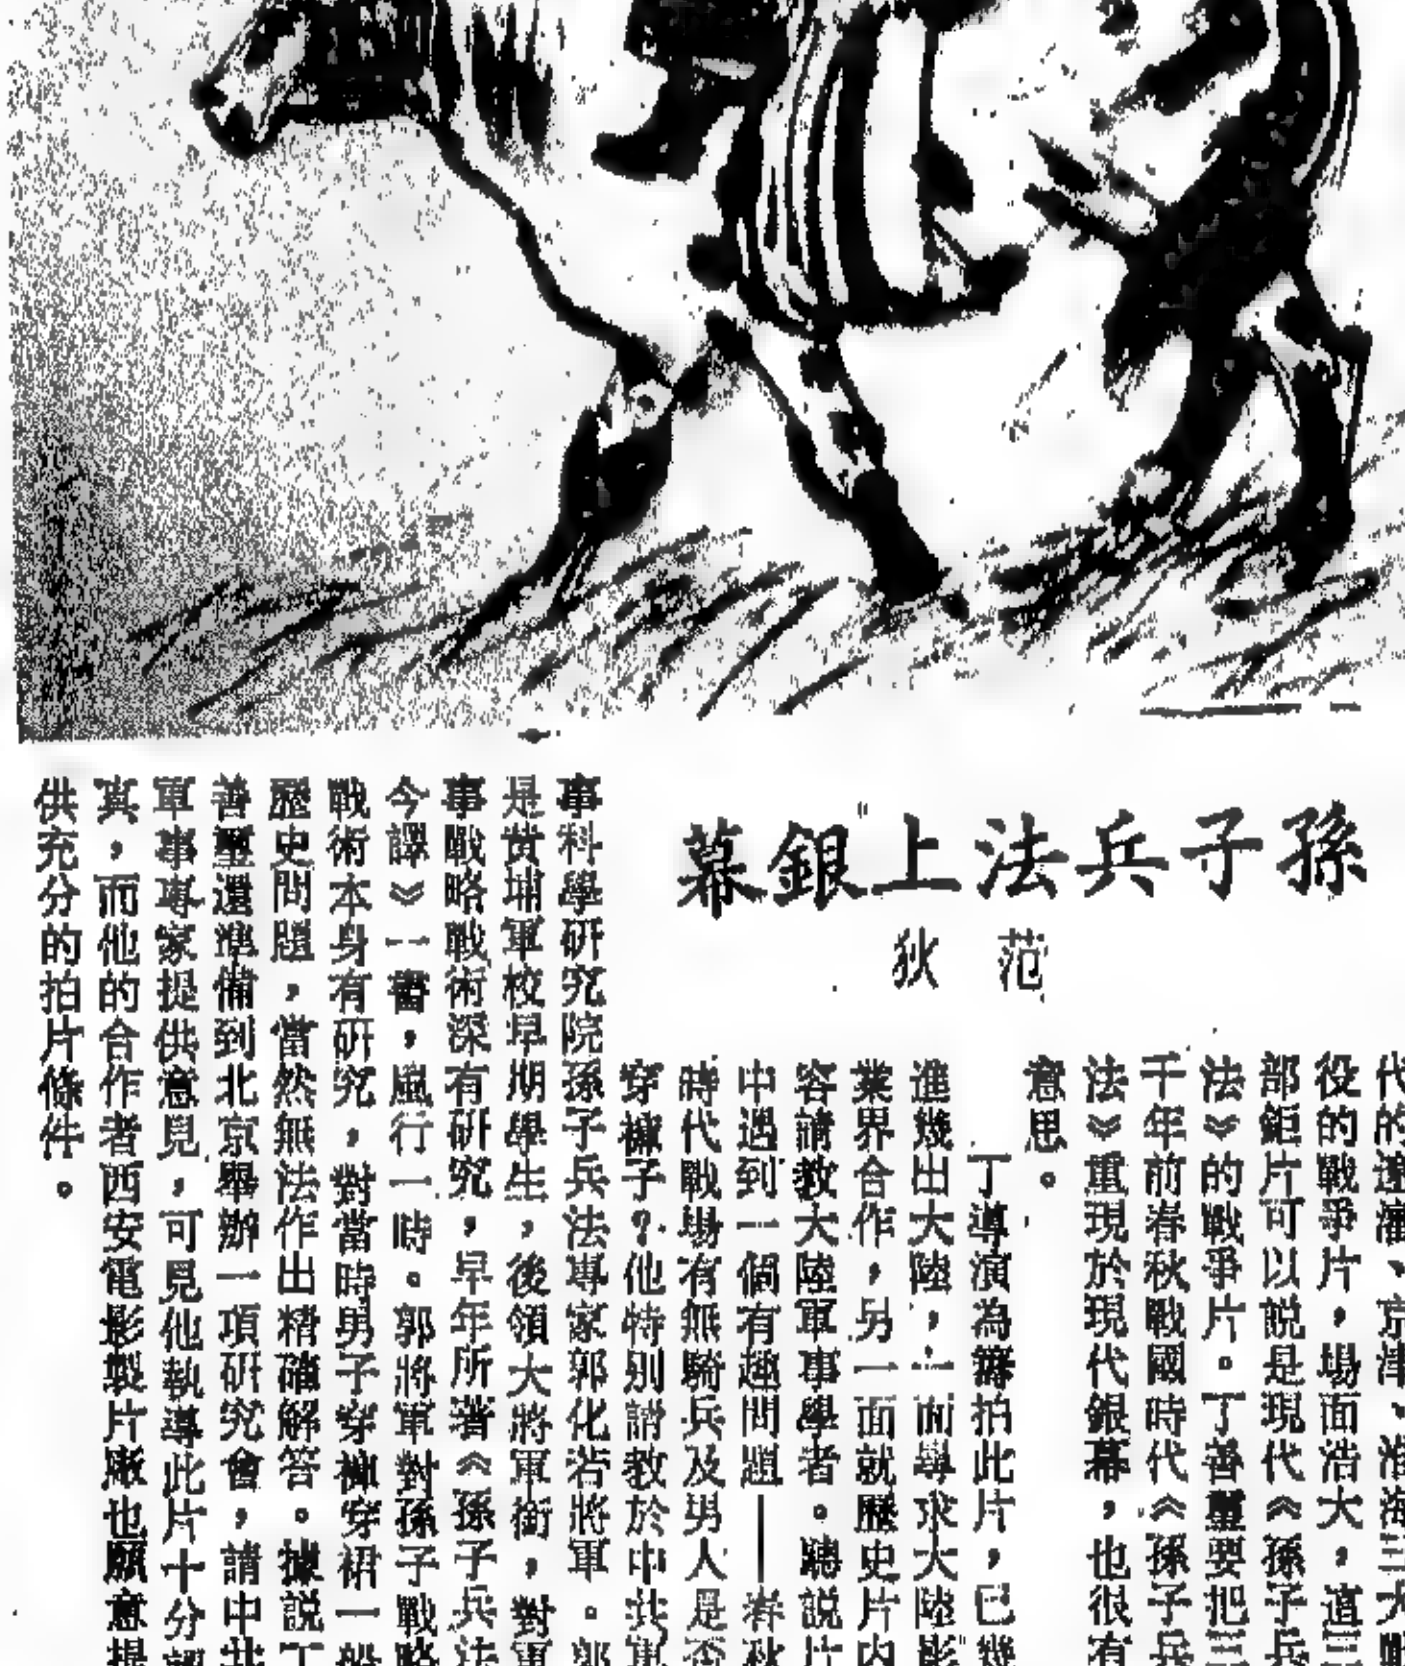 孫子兵法上銀幕
范狄
代的遼瀋、京津、淮海三大戰
役的戰爭片，場面浩大，這三
部鉅片可以説是現代《孫子兵
法》的戰爭片。丁善璽要把三
千年前春秋戰國時代《孫子兵
法》重現於現代銀幕，也很有
意思。
丁導演為籌拍此片，已幾
進幾出大陸，一面尋求大陸影
業界合作，另一面就歷史片内
容請教大陸軍事學者。聽説片
中遇到一個有趣問題——春秋
時代戰場有無騎兵及男人是否
穿褲子？他特别請教於中共軍
事科學研究院孫子兵法專家郭化若將軍。郭
是黄埔軍校早期學生，後領大將軍銜，對軍
事戰略戰術深有研究，早年所著《孫子兵法
今譯》一書，風行一時。郭將軍對孫子戰略
戰術本身有研究，對當時男子穿褲穿裙一般
歷史問題，當然無法作出精確解答。據説丁
善璽還準備到北京舉辦一項研究會，請中共
軍事專家提供意見，可見他執導此片十分認
真，而他的合作者西安電影製片廠也願意提
供充分的拍片條件。